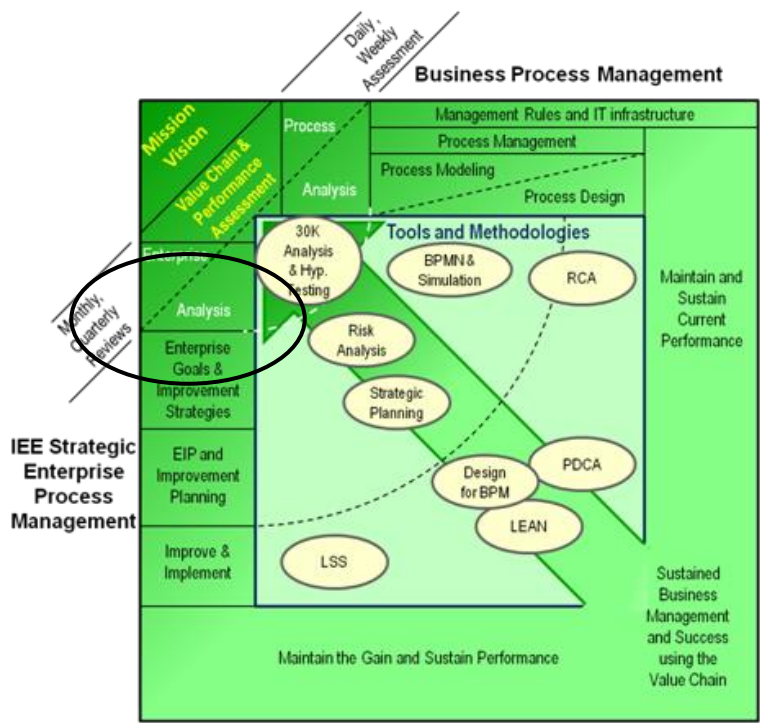 Daily,
Weekly
Assessment
Business Process Management
Mission
Vision
Value Chain &
Performance
Assessment
Process
Analysis
Management Rules and IT infrastructure
Process Management
Process Modeling
Process Design
Tools and Methodologies
30K
Analysis
& Hyp.
Testing
BPMN &
Simulation
RCA
Maintain and
Sustain
Current
Performance
Enterprise
Analysis
Monthly,
Quarterly
Reviews
Risk
Analysis
Enterprise
Goals &
Improvement
Strategies
Strategic
Planning
IEE Strategic
Enterprise
Process
Management
EIP and
Improvement
Planning
Design
for BPM
PDCA
LEAN
Improve &
Implement
LSS
Sustained
Business
Management
and Success
using the
Value Chain
Maintain the Gain and Sustain Performance